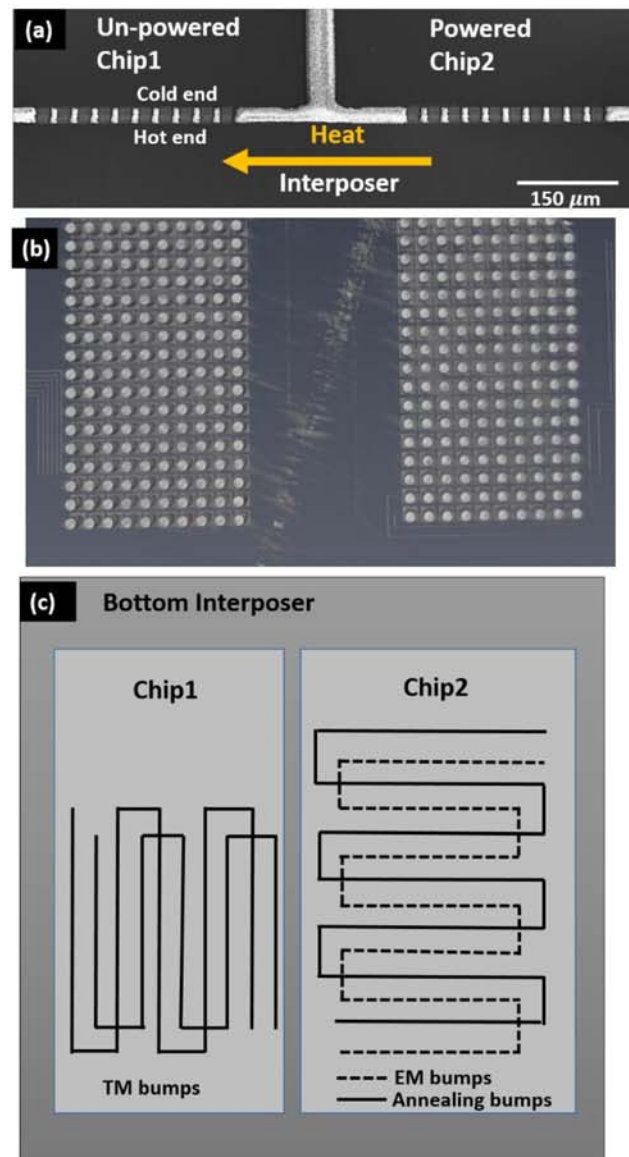 (a)
Un-powered
Chip1
Powered
Chip2
Cold end
Hot end
Heat
Interposer
150 μm
(b)
(c)
Bottom Interposer
Chip1
Chip2
TM bumps
EM bumps
Annealing bumps